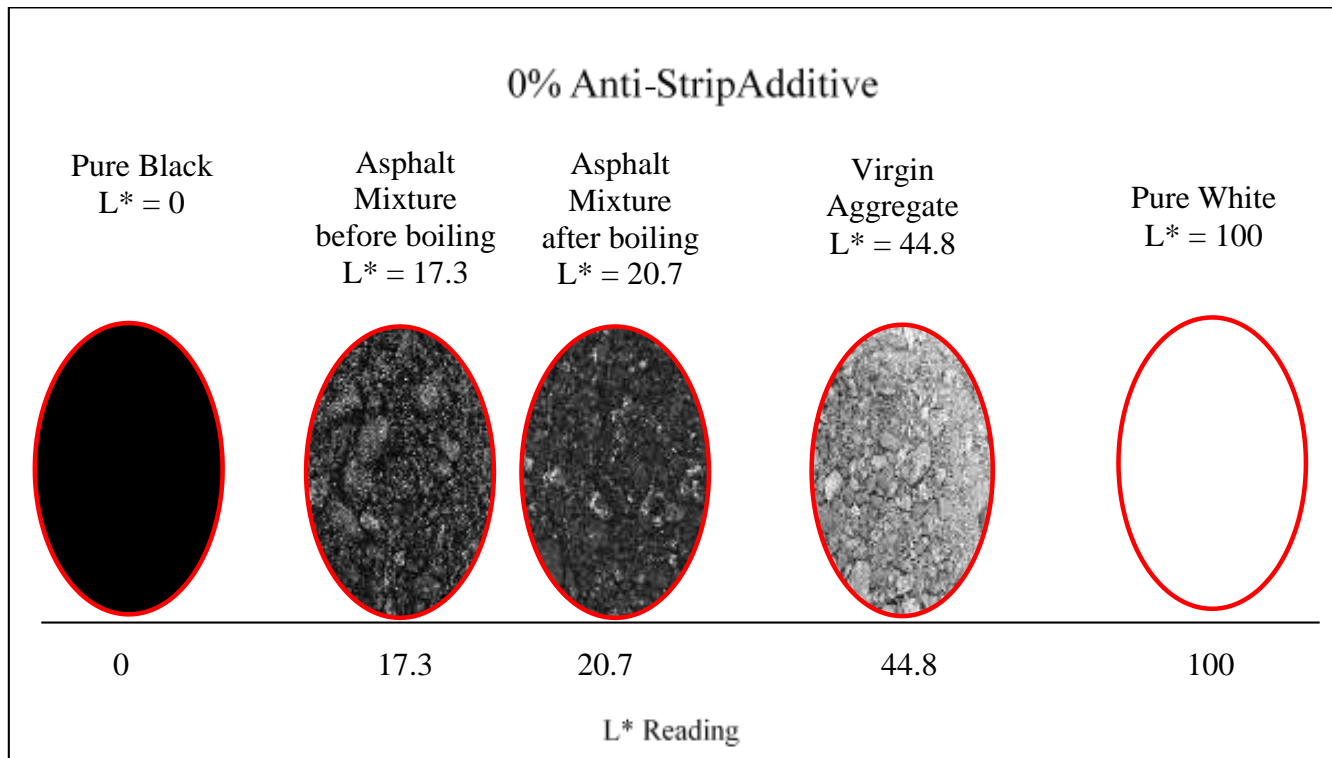 0% Anti-StripAdditive
Pure Black
L* = 0
Asphalt
Mixture
before boiling
L* = 17.3
Asphalt
Mixture
after boiling
L* = 20.7
Virgin
Aggregate
L* = 44.8
Pure White
L* = 100
0
17.3
20.7
44.8
100
L* Reading